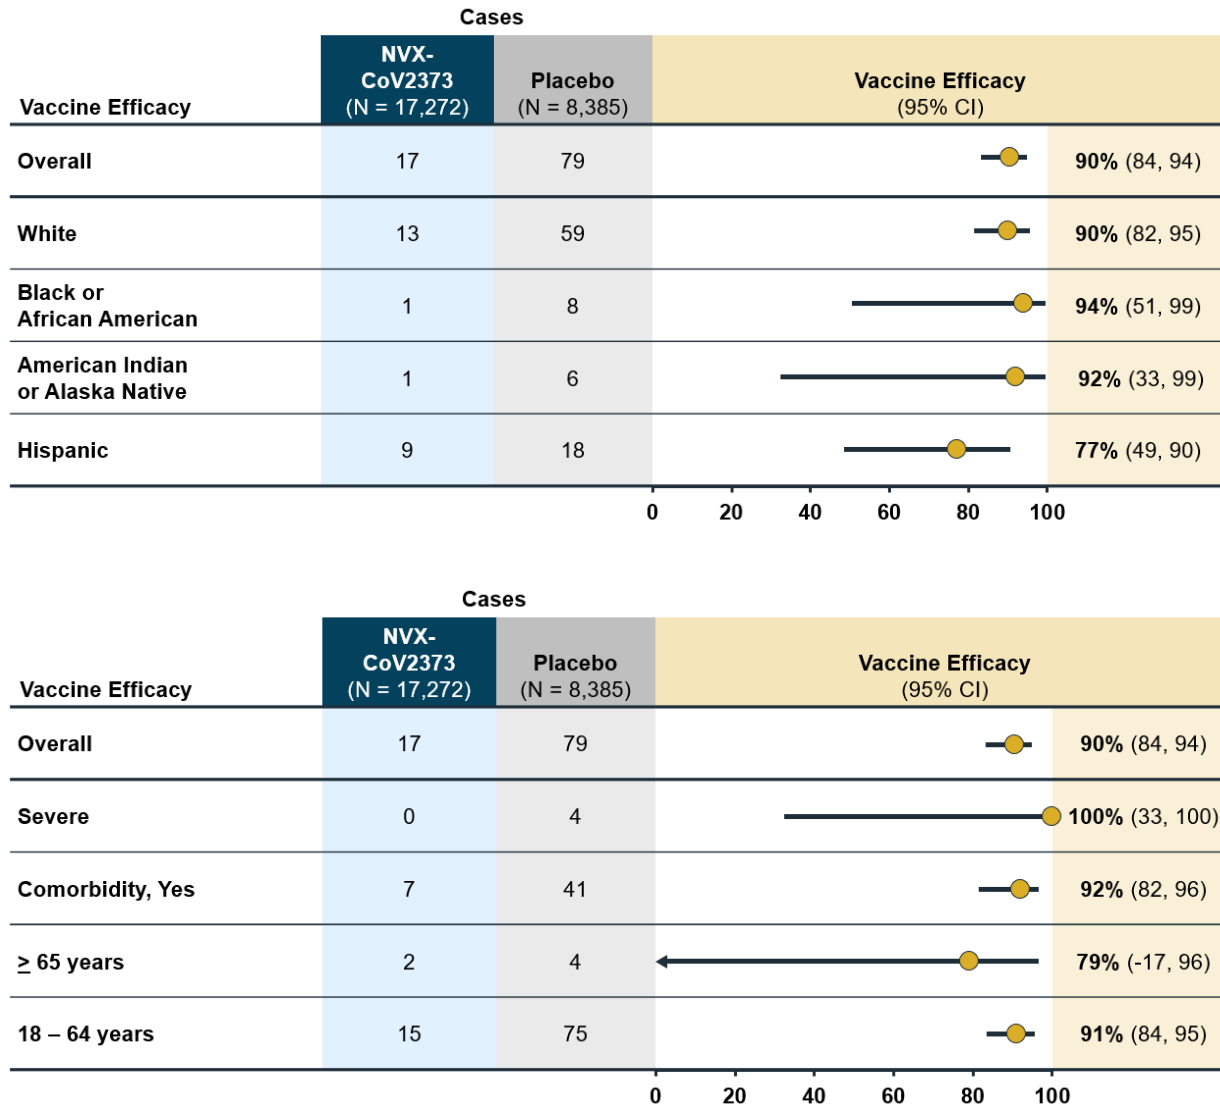 Cases
Vaccine Efficacy
NVX-
CoV2373
(N = 17,272)
Placebo
(N = 8,385)
Vaccine Efficacy
(95% CI)
Overall 17 79 90% (84, 94)
White 13 59 90% (82, 95)
Black or
African American 1 8 94% (51, 99)
American Indian
or Alaska Native 1 6 92% (33, 99)
Hispanic 9 18 77% (49, 90)
0 20 40 60 80 100
Cases
Vaccine Efficacy
NVX-
CoV2373
(N = 17,272)
Placebo
(N = 8,385)
Vaccine Efficacy
(95% CI)
Overall 17 79 90% (84, 94)
Severe 0 4 100% (33, 100)
Comorbidity, Yes 7 41 92% (82, 96)
≥ 65 years 2 4 79% (-17, 96)
18 – 64 years 15 75 91% (84, 95)
0 20 40 60 80 100